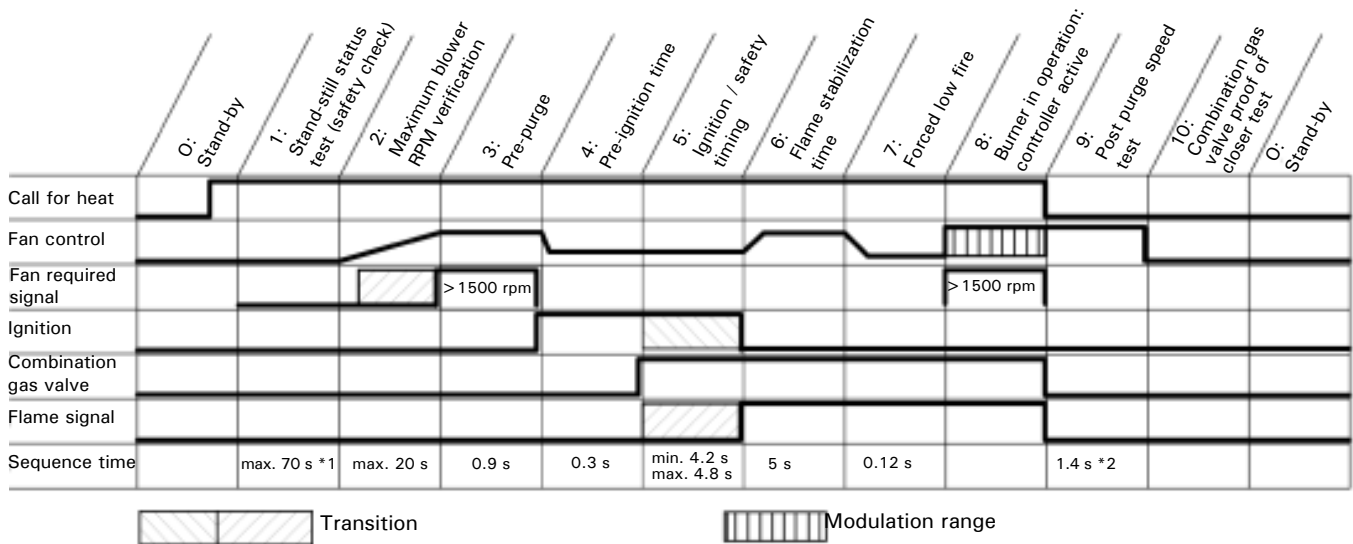 0:
Stand-by
1:
Stand-still status
test (safety check)
2:
Maximum blower
RPM verification
3:
Pre-purge
4:
Pre-ignition time
5:
Ignition / safety
timing
6:
Flame stabilization
time
7:
Forced low fire
8:
Burner in operation:
controller active
9:
Post purge speed
test
10:
Combination gas
valve proof of
closer test
0:
Stand-by
Call for heat
Fan control
Fan required
signal
>1500 rpm
>1500 rpm
Ignition
Combination
gas valve
Flame signal
Sequence time
max. 70 s *1
max. 20 s
0.9 s
0.3 s
min. 4.2 s
max. 4.8 s
5 s
0.12 s
1.4 s *2
Transition
Modulation range